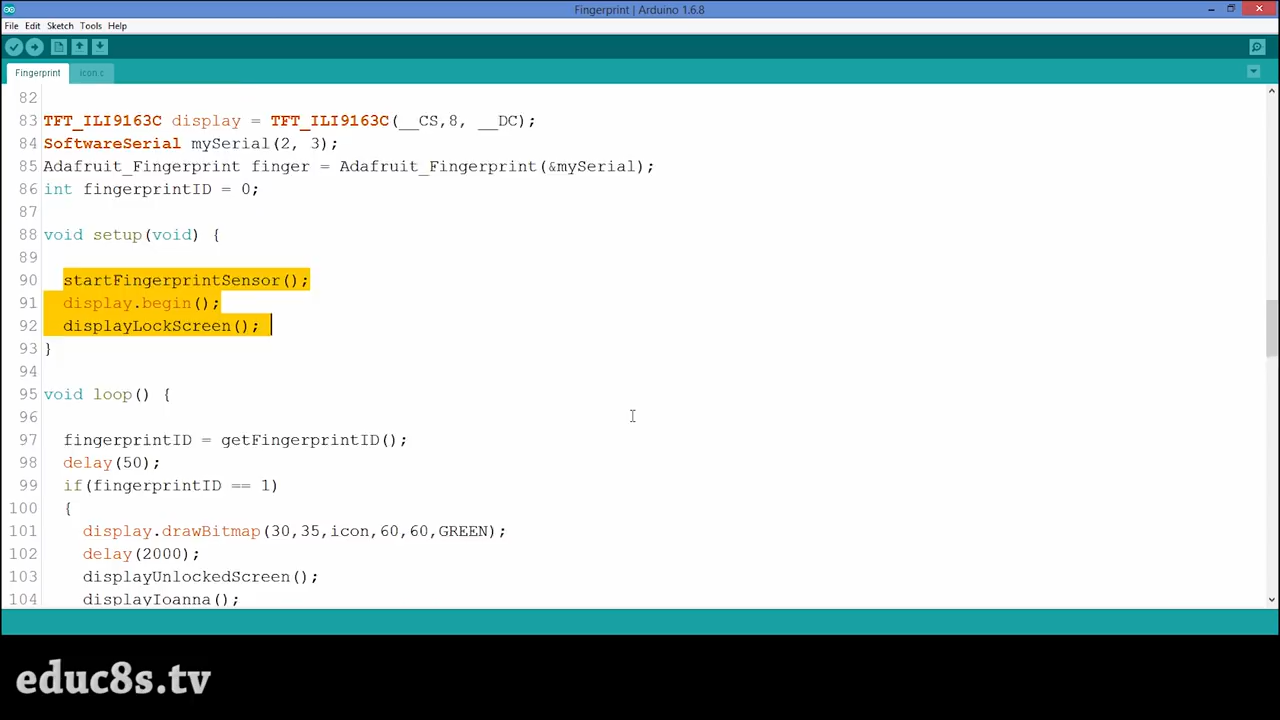 Fingerprint | Arduino 1.6.8
File Edit Sketch Tools Help
Fingerprint icon.c
82
83 TFT_ILI9163C display = TFT_ILI9163C(__CS,8, __DC);
84 SoftwareSerial mySerial(2, 3);
85 Adafruit_Fingerprint finger = Adafruit_Fingerprint(&mySerial);
86 int fingerprintID = 0;
87
88 void setup(void) {
89
90 startFingerprintSensor();
91 display.begin();
92 displayLockScreen();
93 }
94
95 void loop() {
96
97 fingerprintID = getFingerprintID();
98 delay(50);
99 if(fingerprintID == 1)
100 {
101 display.drawBitmap(30,35,icon,60,60,GREEN);
102 delay(2000);
103 displayUnlockedScreen();
104 displayIoanna();
educ8s.tv